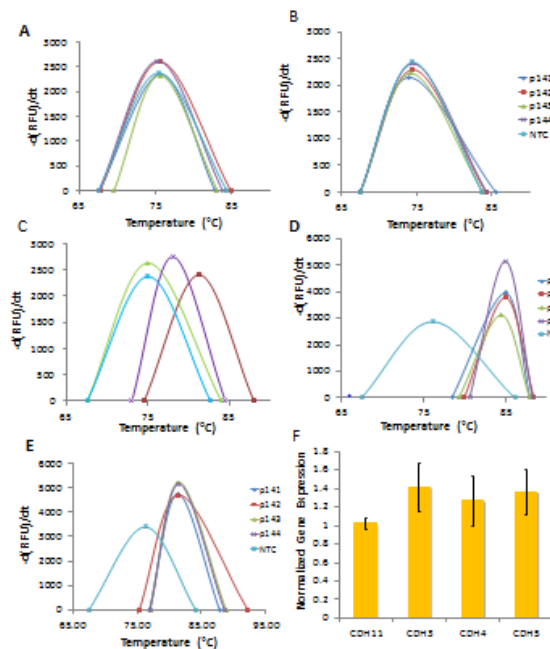 A
-d(RFU)/dt
3000
2500
2000
1500
1000
500
0
65
75
85
Temperature (°C)
B
-d(RFU)/dt
3000
2500
2000
1500
1000
500
0
65
75
85
Temperature (°C)
p141
p142
p143
p144
NTC
C
-d(RFU)/dt
3000
2500
2000
1500
1000
500
0
65
75
85
Temperature (°C)
D
-d(RFU)/dt
6000
5000
4000
3000
2000
1000
0
65
75
85
Temperature (°C)
E
-d(RFU)/dt
6000
5000
4000
3000
2000
1000
0
65.00
75.00
85.00
95.00
Temperature (°C)
p141
p142
p143
p144
NTC
F
Normalized Gene Expression
1.8
1.6
1.4
1.2
1
0.8
0.6
0.4
0.2
0
CDH11
CDH3
CDH4
CDH5